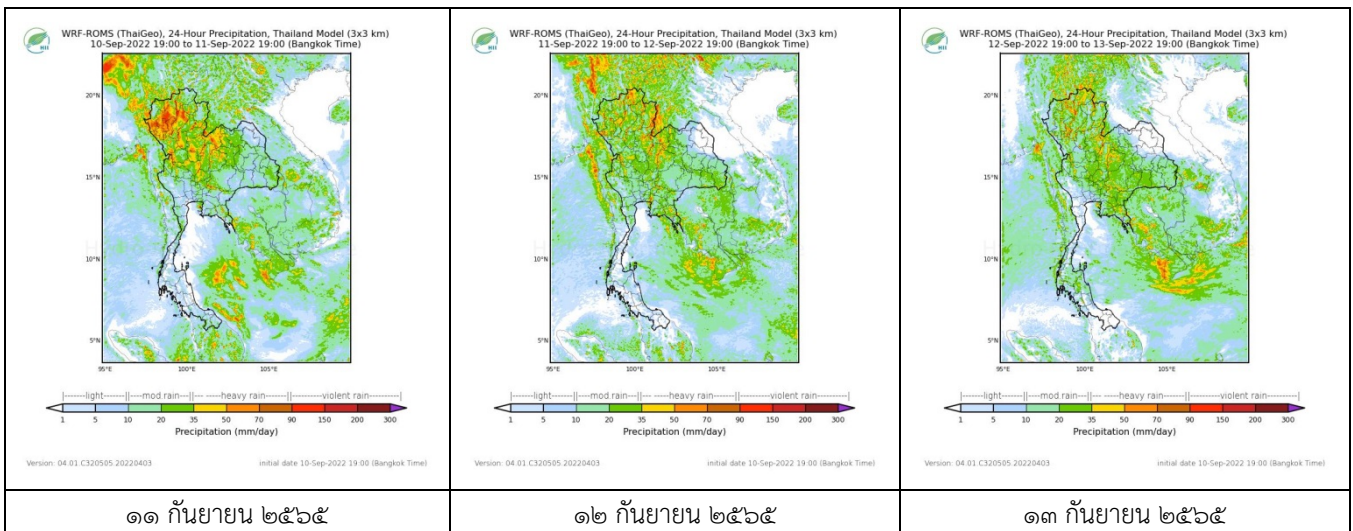 WRF-ROMS (ThaiGeo), 24-Hour Precipitation, Thailand Model (3x3 km)
10-Sep-2022 19:00 to 11-Sep-2022 19:00 (Bangkok Time)
HII
20°N
15°N
10°N
5°N
95°E 100°E 105°E
|------light------||----mod rain----||--- ----heavy rain------||------violent rain------|
1 5 10 20 35 50 70 90 150 200 300
Precipitation (mm/day)
Version: 04.01.C320505.20220403 initial date 10-Sep-2022 19:00 (Bangkok Time)
๑๑ กันยายน ๒๕๖๕
WRF-ROMS (ThaiGeo), 24-Hour Precipitation, Thailand Model (3x3 km)
11-Sep-2022 19:00 to 12-Sep-2022 19:00 (Bangkok Time)
HII
20°N
15°N
10°N
5°N
95°E 100°E 105°E
|------light------||----mod rain----||--- ----heavy rain------||------violent rain------|
1 5 10 20 35 50 70 90 150 200 300
Precipitation (mm/day)
Version: 04.01.C320505.20220403 initial date 10-Sep-2022 19:00 (Bangkok Time)
๑๒ กันยายน ๒๕๖๕
WRF-ROMS (ThaiGeo), 24-Hour Precipitation, Thailand Model (3x3 km)
12-Sep-2022 19:00 to 13-Sep-2022 19:00 (Bangkok Time)
HII
20°N
15°N
10°N
5°N
95°E 100°E 105°E
|------light------||----mod rain----||--- ----heavy rain------||------violent rain------|
1 5 10 20 35 50 70 90 150 200 300
Precipitation (mm/day)
Version: 04.01.C320505.20220403 initial date 10-Sep-2022 19:00 (Bangkok Time)
๑๓ กันยายน ๒๕๖๕